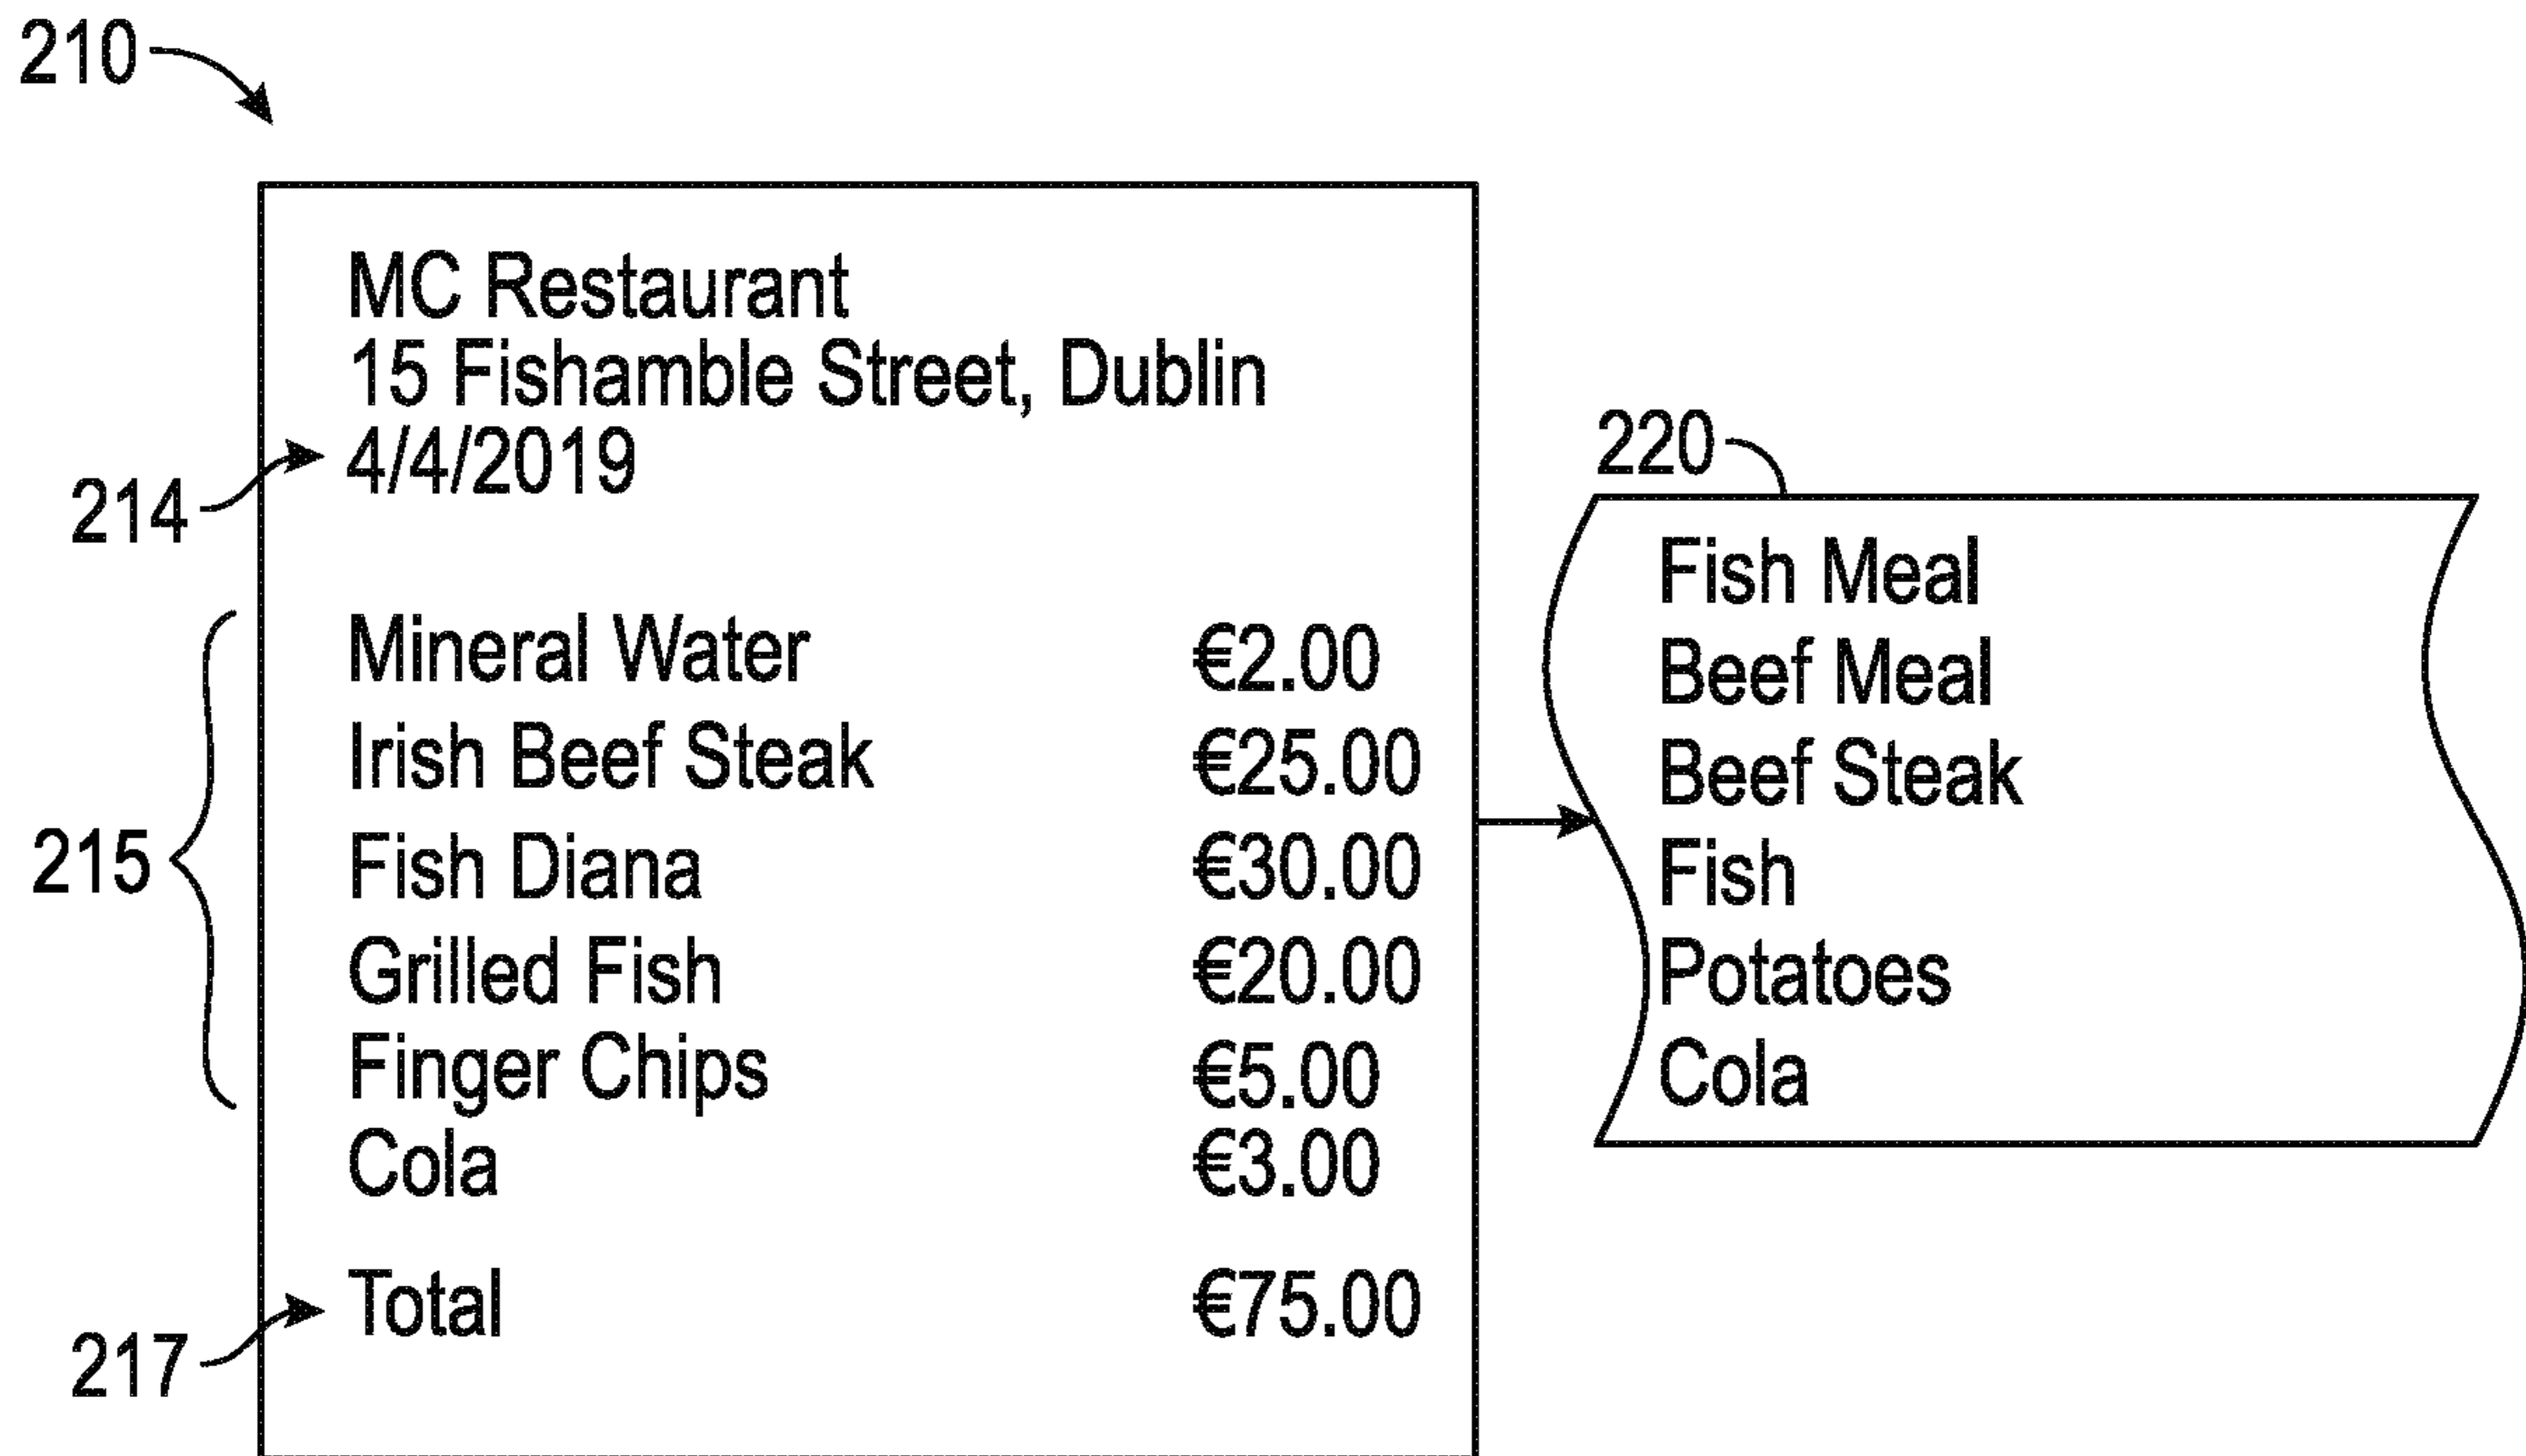 210
MC Restaurant
15 Fishamble Street, Dublin
4/4/2019
214
Mineral Water €2.00
Irish Beef Steak €25.00
Fish Diana €30.00
Grilled Fish €20.00
Finger Chips €5.00
Cola €3.00
215
Total €75.00
217
220
Fish Meal
Beef Meal
Beef Steak
Fish
Potatoes
Cola